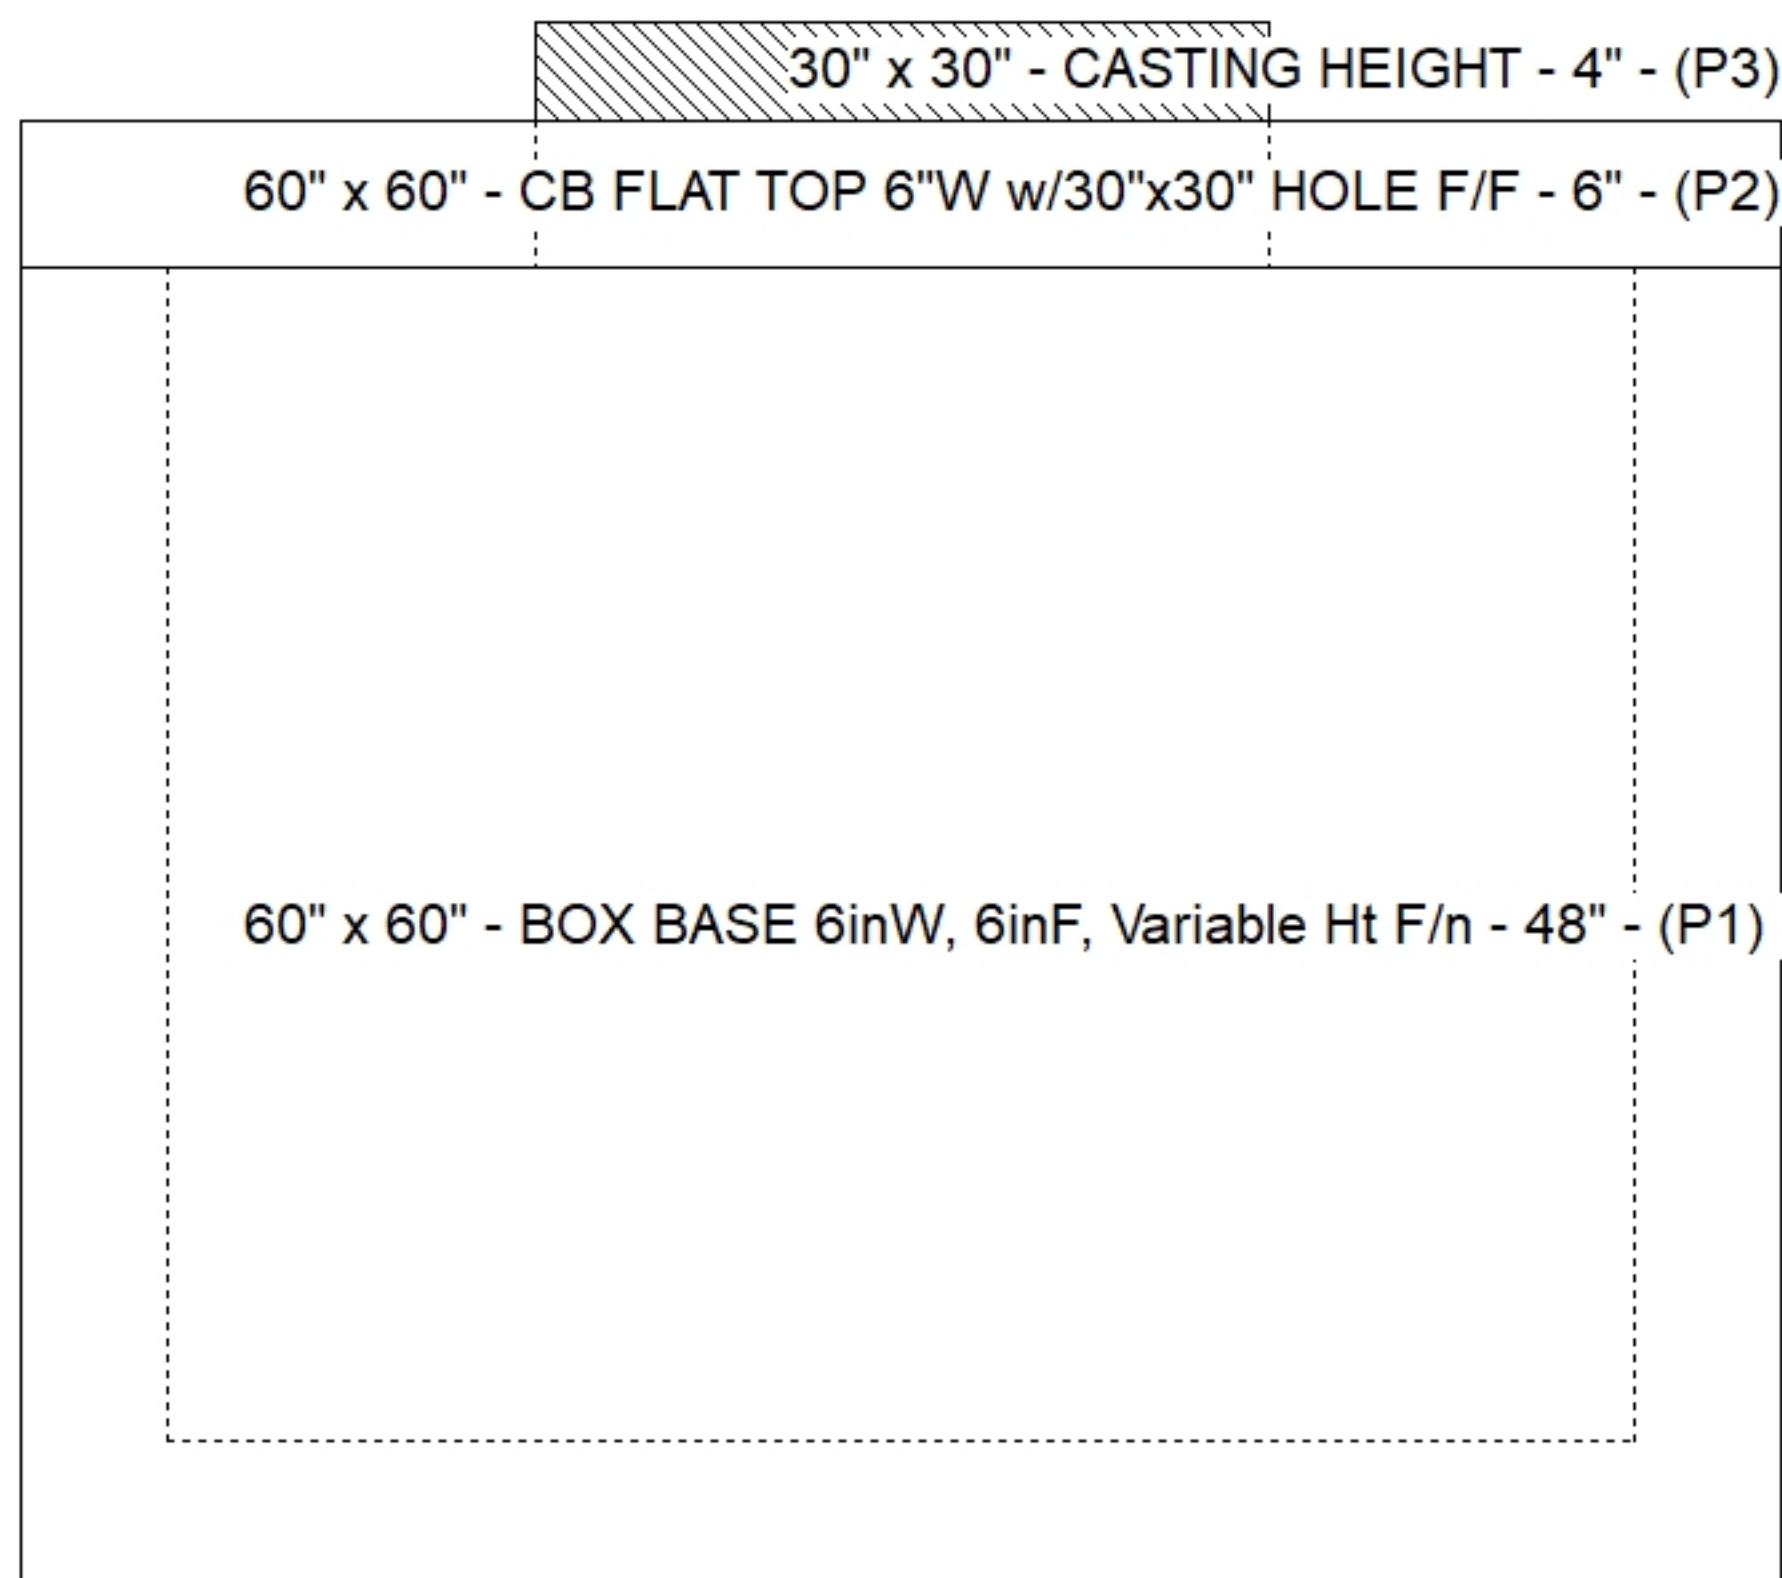 30" x 30" - CASTING HEIGHT - 4" - (P3)
60" x 60" - CB FLAT TOP 6"W w/30"x30" HOLE F/F - 6" - (P2)
60" x 60" - BOX BASE 6inW, 6inF, Variable Ht F/n - 48" - (P1)